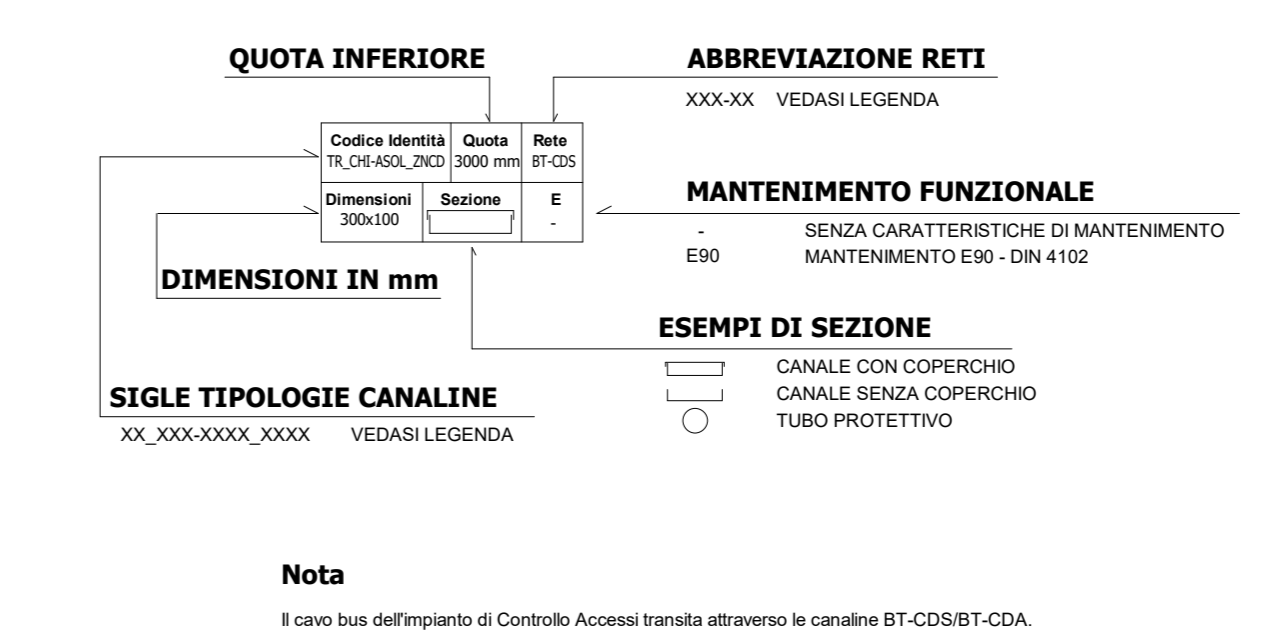 QUOTA INFERIORE
ABBREVIAZIONE RETI
XXX-XX VEDASI LEGENDA
Codice Identità Quota Rete
TR_CHI-ASOL_ZNCD 3000 mm BT-CDS
Dimensioni Sezione E
300x100 -
MANTENIMENTO FUNZIONALE
- SENZA CARATTERISTICHE DI MANTENIMENTO
E90 MANTENIMENTO E90 - DIN 4102
DIMENSIONI IN mm
ESEMPI DI SEZIONE
CANALE CON COPERCHIO
CANALE SENZA COPERCHIO
TUBO PROTETTIVO
SIGLE TIPOLOGIE CANALINE
XX_XXX-XXXX_XXXX VEDASI LEGENDA
Nota
Il cavo bus dell'impianto di Controllo Accessi transita attraverso le canaline BT-CDS/BT-CDA.